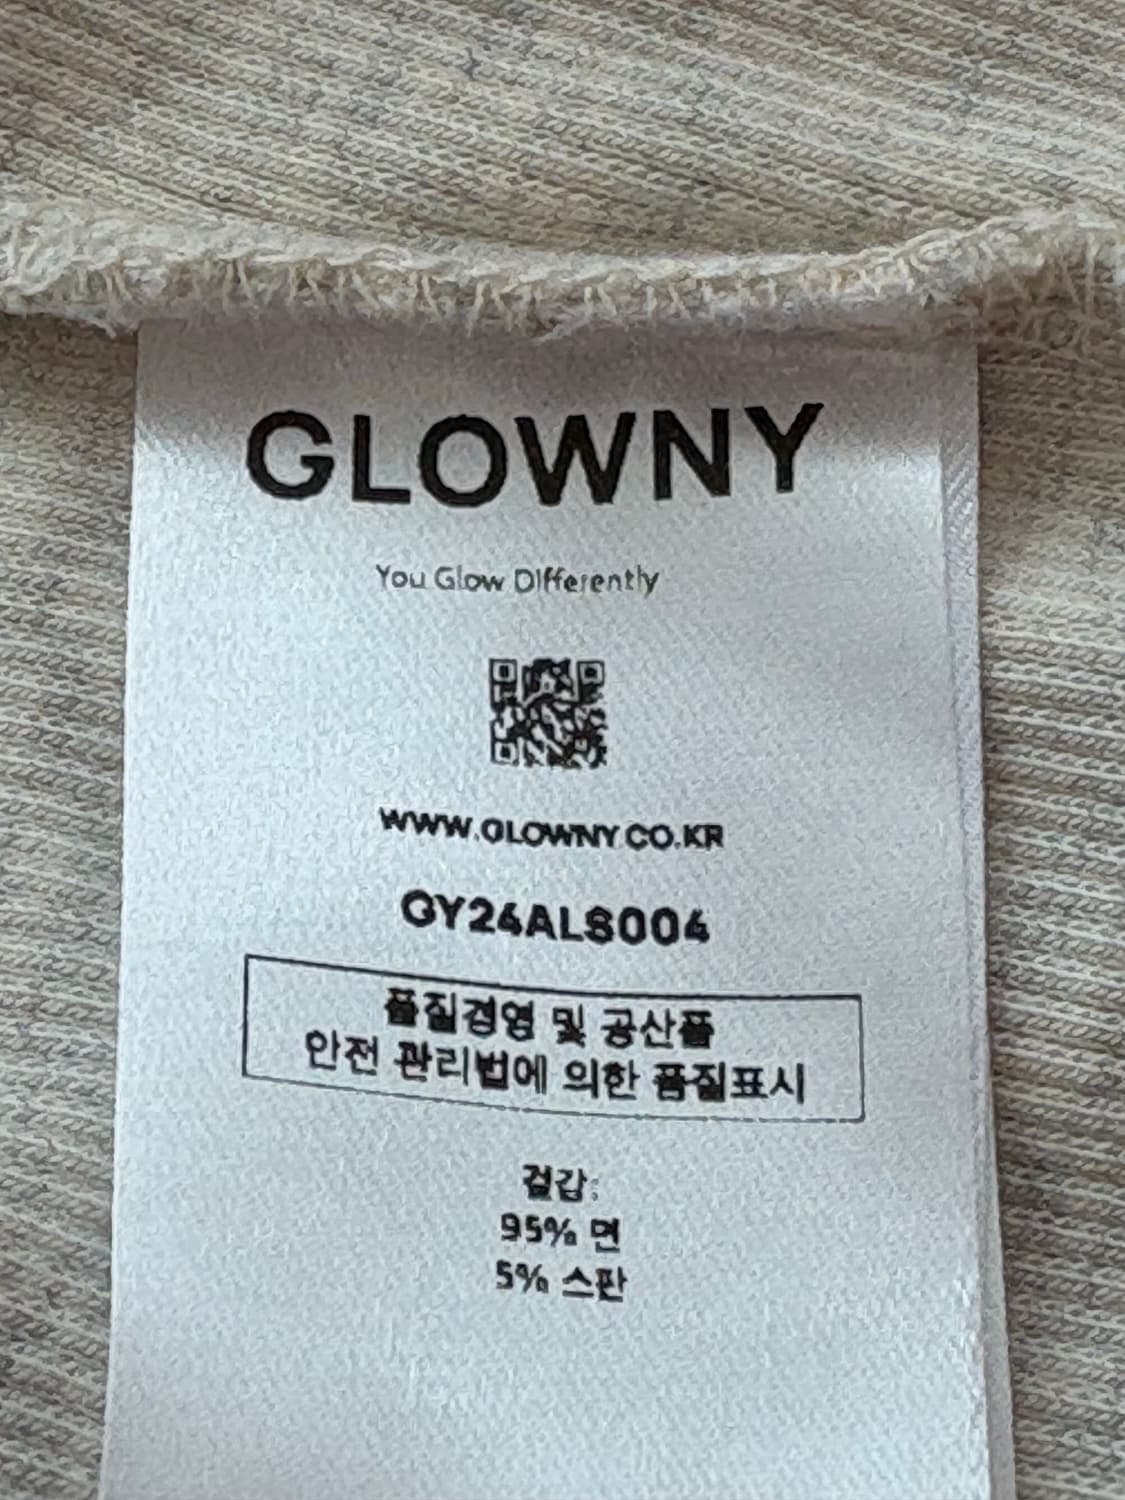 GLOWNY
You Glow Differently
WWW.GLOWNY.CO.KR
GY24ALS004
품질경영 및 공산품
안전 관리법에 의한 품질표시
겉감:
95% 면
5% 스판